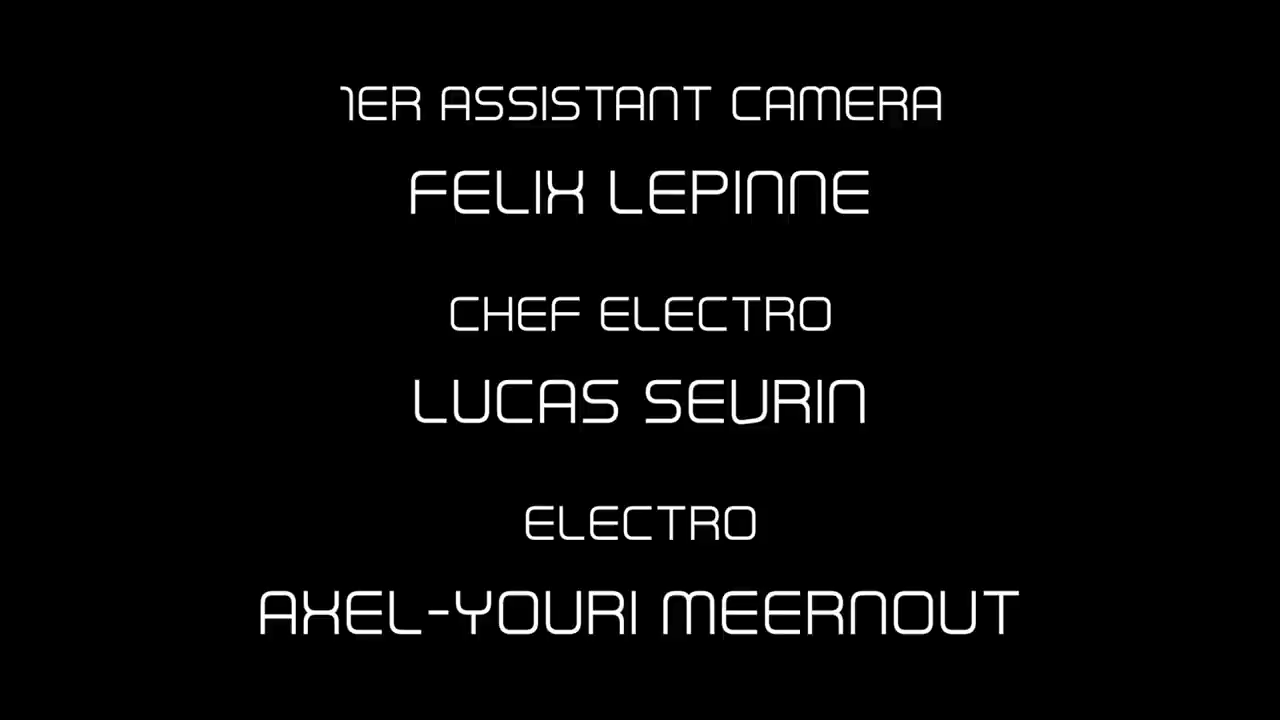 1ER ASSISTANT CAMERA
FELIX LEPINNE
CHEF ELECTRO
LUCAS SEVRIN
ELECTRO
AXEL-YOURI MEERNOUT